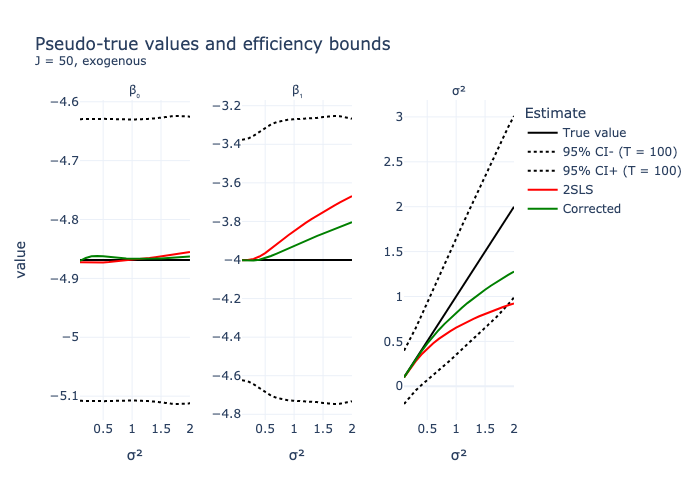 Pseudo-true values and efficiency bounds
J = 50, exogenous
β₀
β₁
σ²
−4.6
−4.7
−4.8
−4.9
−5
−5.1
−3.2
−3.4
−3.6
−3.8
−4
−4.2
−4.4
−4.6
−4.8
3
2.5
2
1.5
1
0.5
0
value
0.5 1 1.5 2
0.5 1 1.5 2
0.5 1 1.5 2
σ²
σ²
σ²
Estimate
True value
95% CI- (T = 100)
95% CI+ (T = 100)
2SLS
Corrected